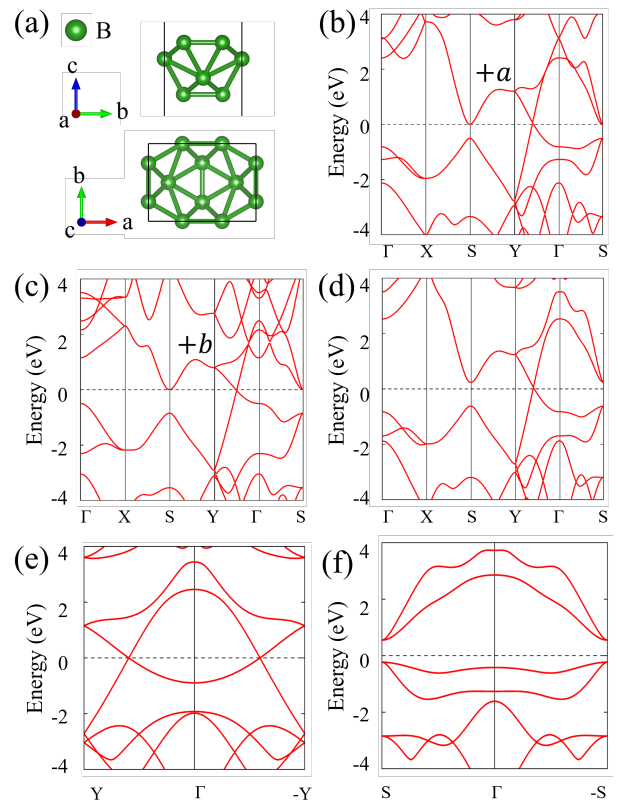 (a)
B
c
a
b
b
c
a
(b)
Energy (eV)
4
2
0
-2
-4
+a
Γ X S Y Γ S
(c)
Energy (eV)
4
2
0
-2
-4
+b
Γ X S Y Γ S
(d)
Energy (eV)
4
2
0
-2
-4
Γ X S Y Γ S
(e)
Energy (eV)
4
2
0
-2
-4
Y Γ -Y
(f)
Energy (eV)
4
2
0
-2
-4
S Γ -S